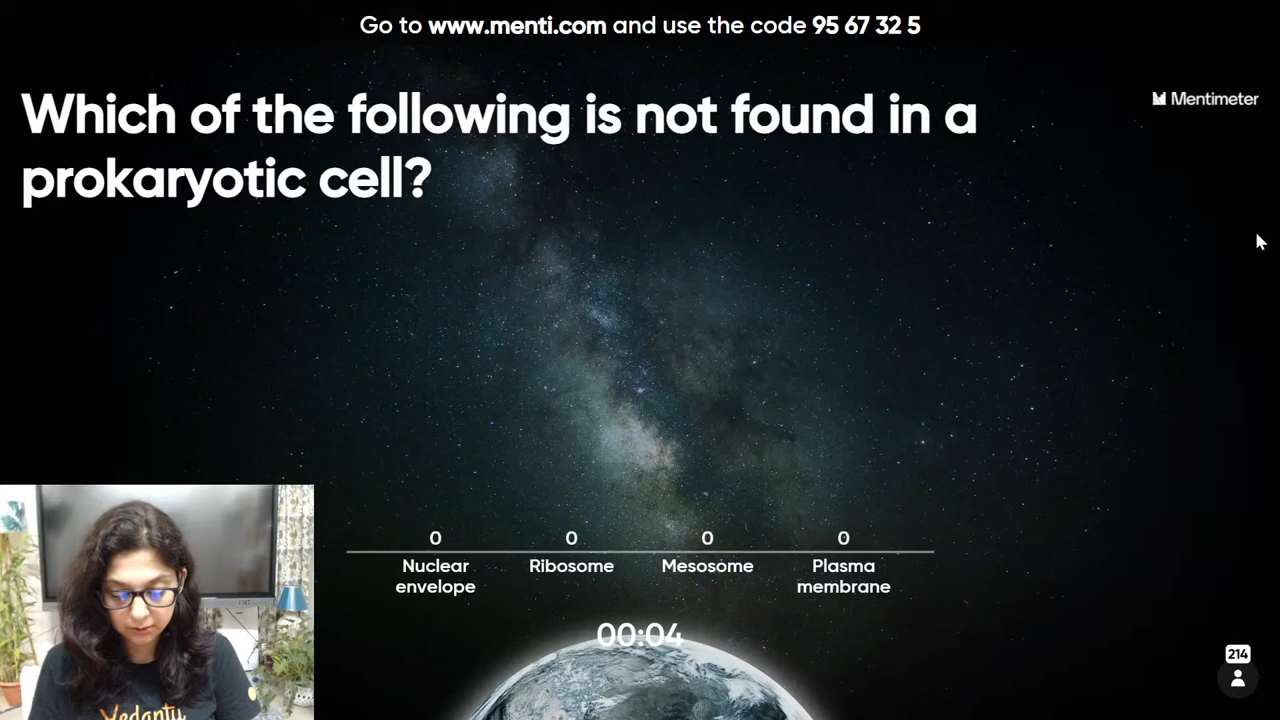 Go to www.menti.com and use the code 95 67 32 5
Which of the following is not found in a
prokaryotic cell?
Mentimeter
0 0 0 0
Nuclear envelope
Ribosome
Mesosome
Plasma membrane
00:04
214
Vedantu